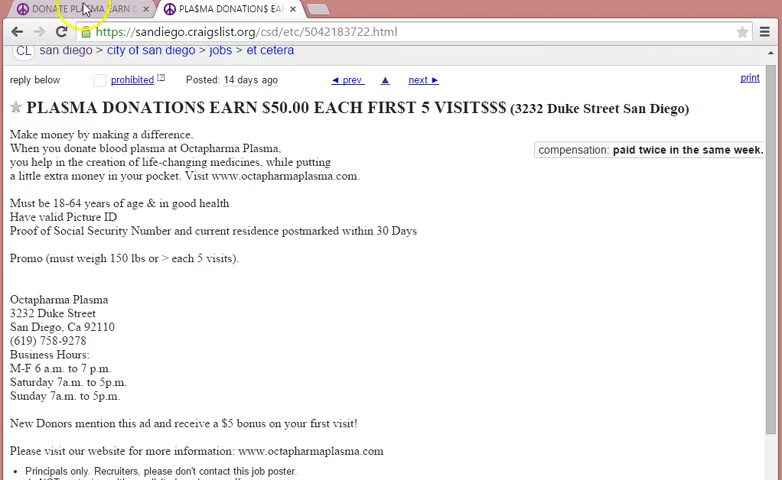 DONATE PLASMA EARN
PLA$MA DONATION$ EA
https://sandiego.craigslist.org/csd/etc/5042183722.html
CL san diego > city of san diego > jobs > et cetera
reply below prohibited [?] Posted: 14 days ago ◄ prev ▲ next ► print
PLA$MA DONATION$ EARN $50.00 EACH FIR$T 5 VISIT$$$ (3232 Duke Street San Diego)
Make money by making a difference.
When you donate blood plasma at Octapharma Plasma,
you help in the creation of life-changing medicines, while putting
a little extra money in your pocket. Visit www.octapharmaplasma.com.
compensation: paid twice in the same week.
Must be 18-64 years of age & in good health
Have valid Picture ID
Proof of Social Security Number and current residence postmarked within 30 Days
Promo (must weigh 150 lbs or > each 5 visits).
Octapharma Plasma
3232 Duke Street
San Diego, Ca 92110
(619) 758-9278
Business Hours:
M-F 6 a.m. to 7 p.m.
Saturday 7a.m. to 5p.m.
Sunday 7a.m. to 5p.m.
New Donors mention this ad and receive a $5 bonus on your first visit!
Please visit our website for more information: www.octapharmaplasma.com
• Principals only. Recruiters, please don't contact this job poster.